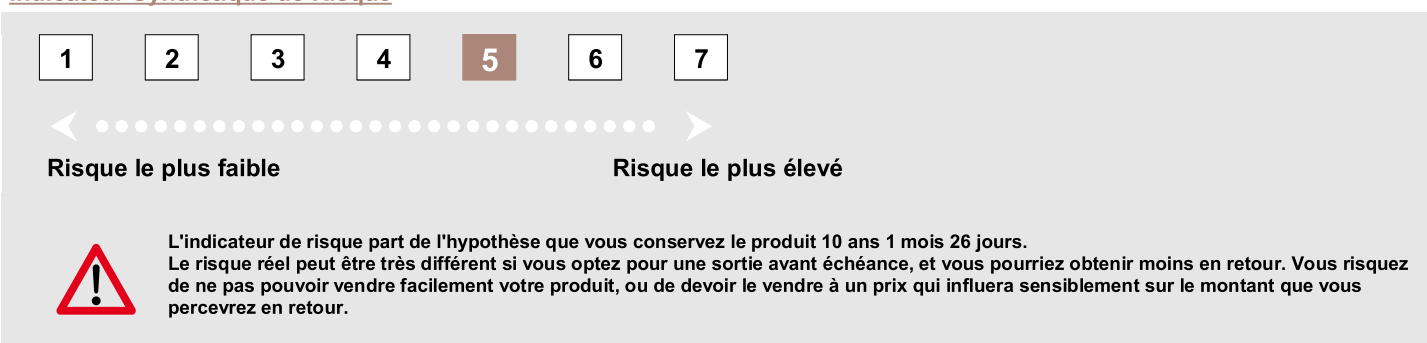 Indicateur Synthétique de Risque
1 2 3 4 5 6 7
Risque le plus faible Risque le plus élevé
L'indicateur de risque part de l'hypothèse que vous conservez le produit 10 ans 1 mois 26 jours.
Le risque réel peut être très différent si vous optez pour une sortie avant échéance, et vous pourriez obtenir moins en retour. Vous risquez
de ne pas pouvoir vendre facilement votre produit, ou de devoir le vendre à un prix qui influera sensiblement sur le montant que vous
percevrez en retour.